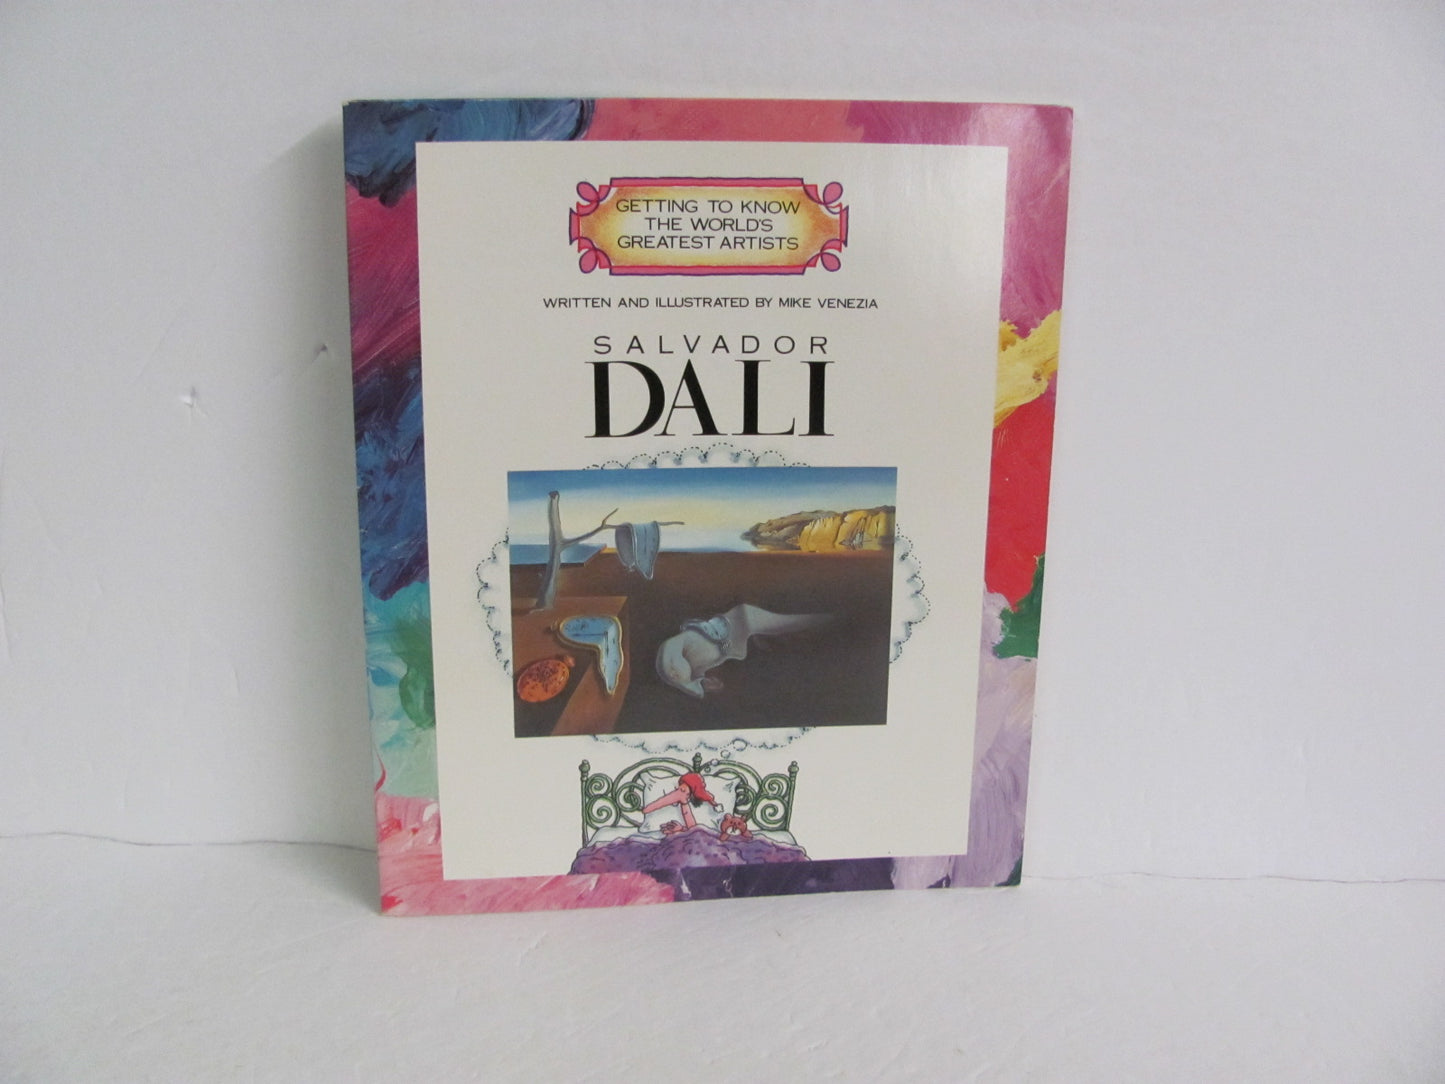 GETTING TO KNOW
THE WORLD'S
GREATEST ARTISTS
WRITTEN AND ILLUSTRATED BY MIKE VENEZIA
SALVADOR
DALI